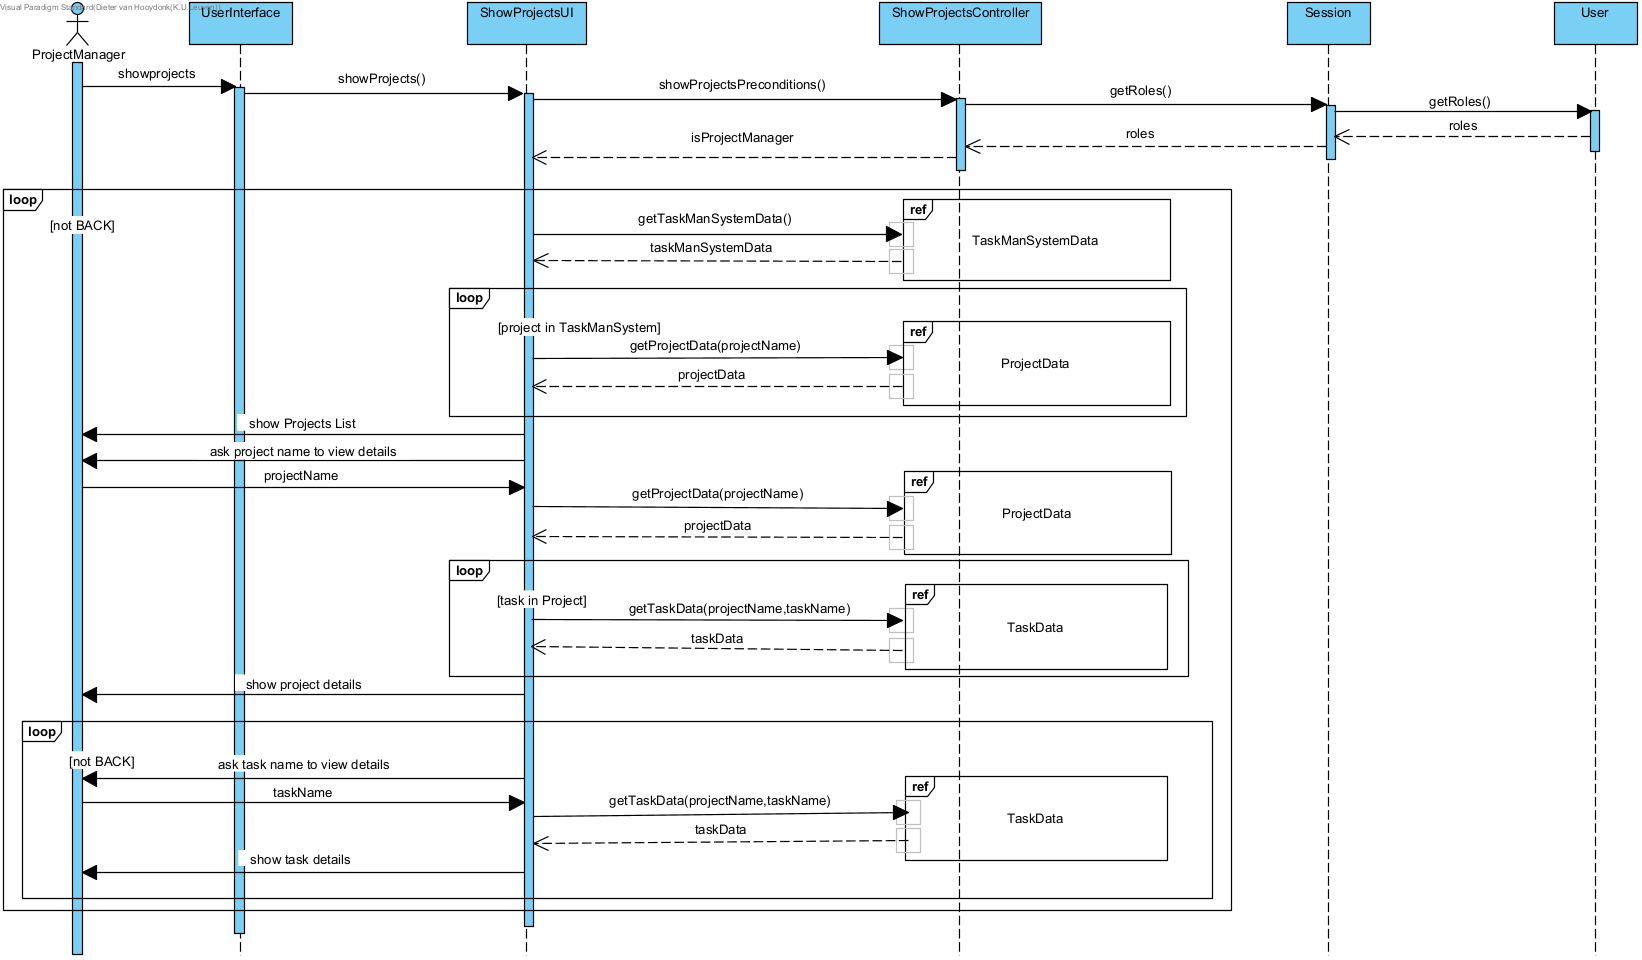 Visual Paradigm Standard(Dieter van Hooydonk(K.U.Leuven))
UserInterface
ShowProjectsUI
ShowProjectsController
Session
User
ProjectManager
showprojects
showProjects()
showProjectsPreconditions()
getRoles()
getRoles()
roles
roles
isProjectManager
loop
[not BACK]
getTaskManSystemData()
ref
TaskManSystemData
taskManSystemData
loop
[project in TaskManSystem]
getProjectData(projectName)
ref
ProjectData
projectData
show Projects List
ask project name to view details
projectName
getProjectData(projectName)
ref
ProjectData
projectData
loop
[task in Project]
getTaskData(projectName,taskName)
ref
TaskData
taskData
show project details
loop
[not BACK]
ask task name to view details
taskName
getTaskData(projectName,taskName)
ref
TaskData
taskData
show task details